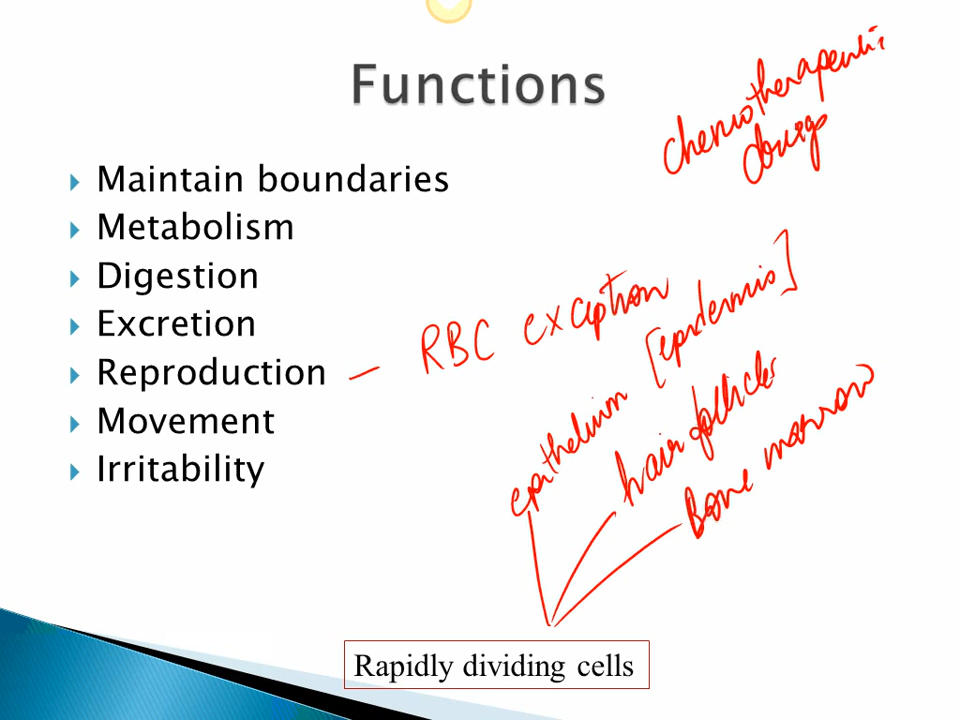 Functions
chemotherapeutic
drugs
Maintain boundaries
Metabolism
Digestion
Excretion
Reproduction – RBC exception
Movement
Irritability
epithelium [epidermis]
hair follicles
Bone marrow
Rapidly dividing cells